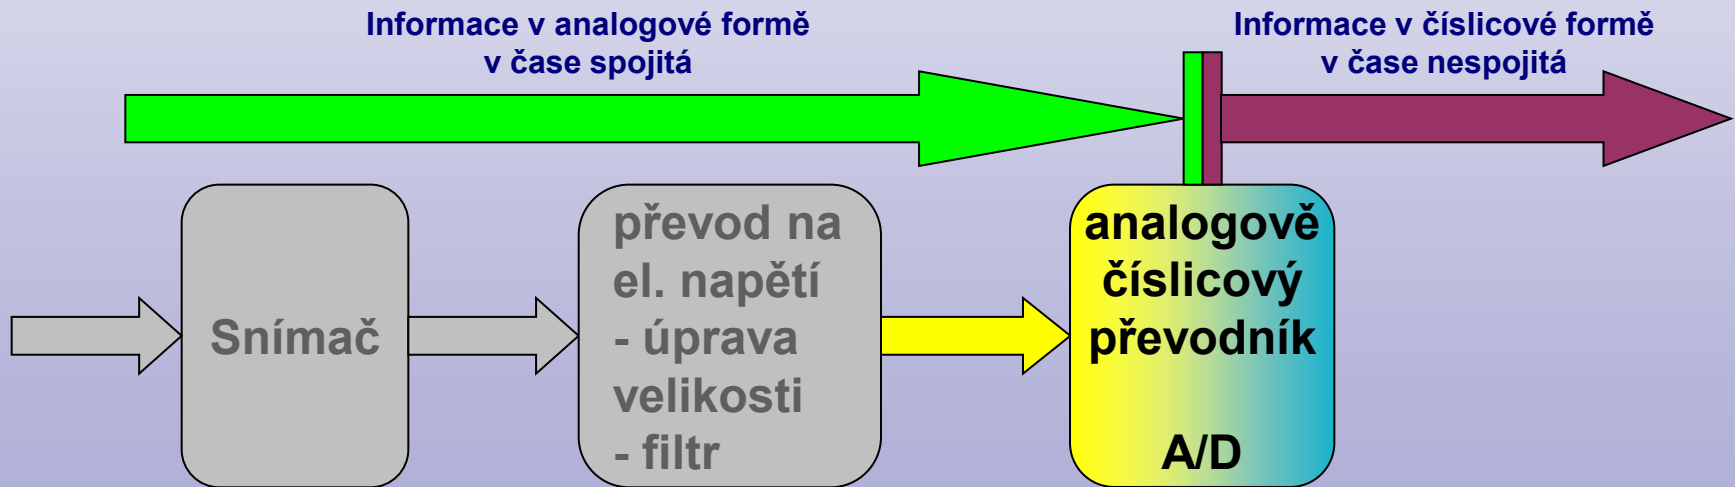 Informace v analogové formě
v čase spojitá
Informace v číslicové formě
v čase nespojitá
Snímač
převod na
el. napětí
- úprava
velikosti
- filtr
analogově
číslicový
převodník
A/D